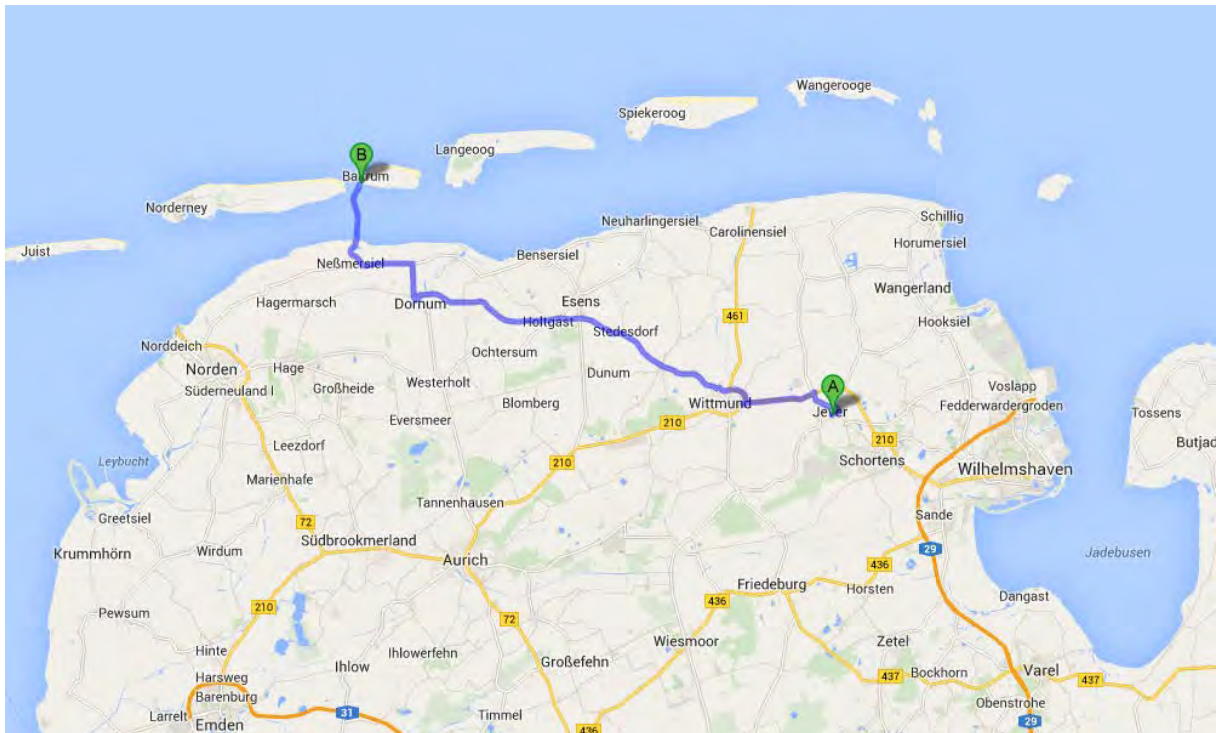 Wangerooge
Spiekeroog
B
Langeoog
Baltrum
Norderney
Schillig
Neuharlingersiel
Carolinensiel
Horumersiel
Juist
Bensersiel
Neßmersiel
Wangerland
Hagermarsch
Dornum
Esens
461
Hooksiel
Holtgast
Stedesdorf
Norddeich
Ochtersum
Norden
Hage
Dunum
A
Voslapp
Süderneuland I
Großheide
Westerholt
Blomberg
Wittmund
Jever
Fedderwardergroden
Tossens
Eversmeer
210
210
Butjad
Leezdorf
Leybucht
210
Schortens
Wilhelmshaven
Marienhafe
Tannenhausen
Greetsiel
72
Sande
Krummhörn
Wirdum
Südbrookmerland
Aurich
29
Jadebusen
436
Friedeburg
Horsten
Dangast
210
436
Pewsum
72
Wiesmoor
Zetel
Hinte
Ihlow
Ihlowerfehn
Großefehn
437
Bockhorn
Varel
437
Harsweg
Barenburg
Obenstrohe
Larrelt
Emden
31
Timmel
436
29